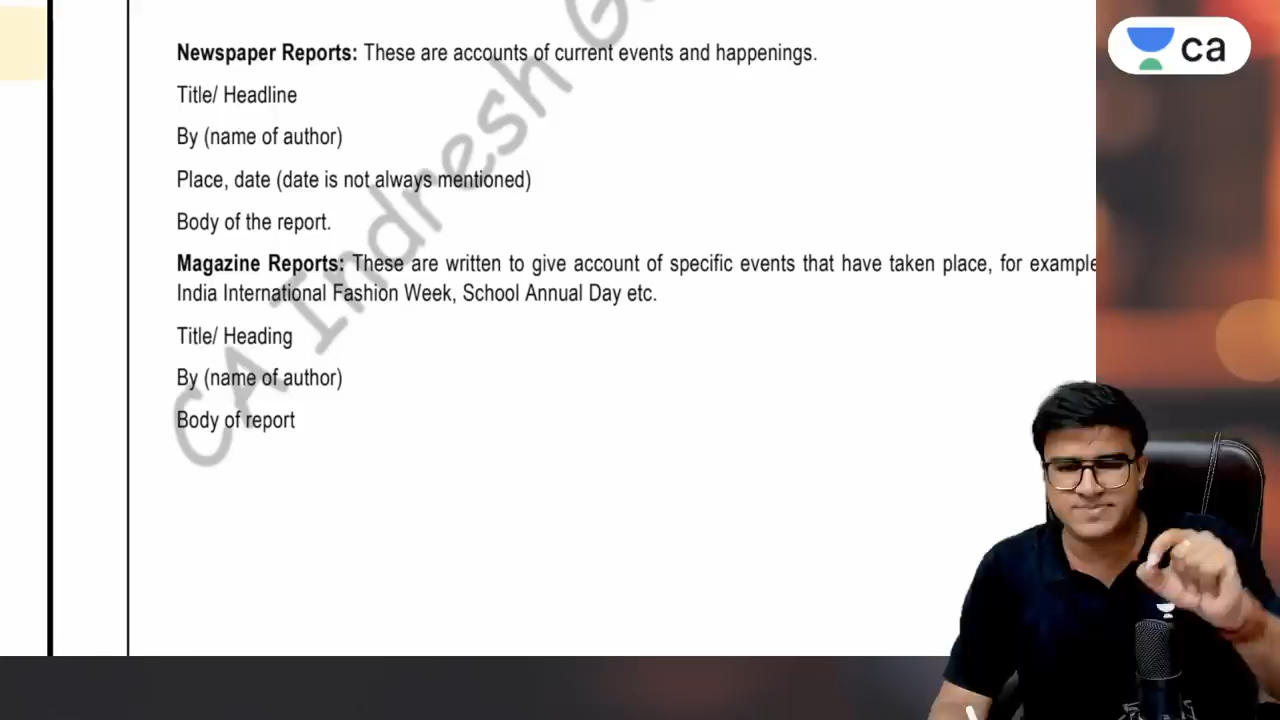 Newspaper Reports: These are accounts of current events and happenings.
Title/ Headline
By (name of author)
Place, date (date is not always mentioned)
Body of the report.
Magazine Reports: These are written to give account of specific events that have taken place, for example
India International Fashion Week, School Annual Day etc.
Title/ Heading
By (name of author)
Body of report
CA Indresh G
ca